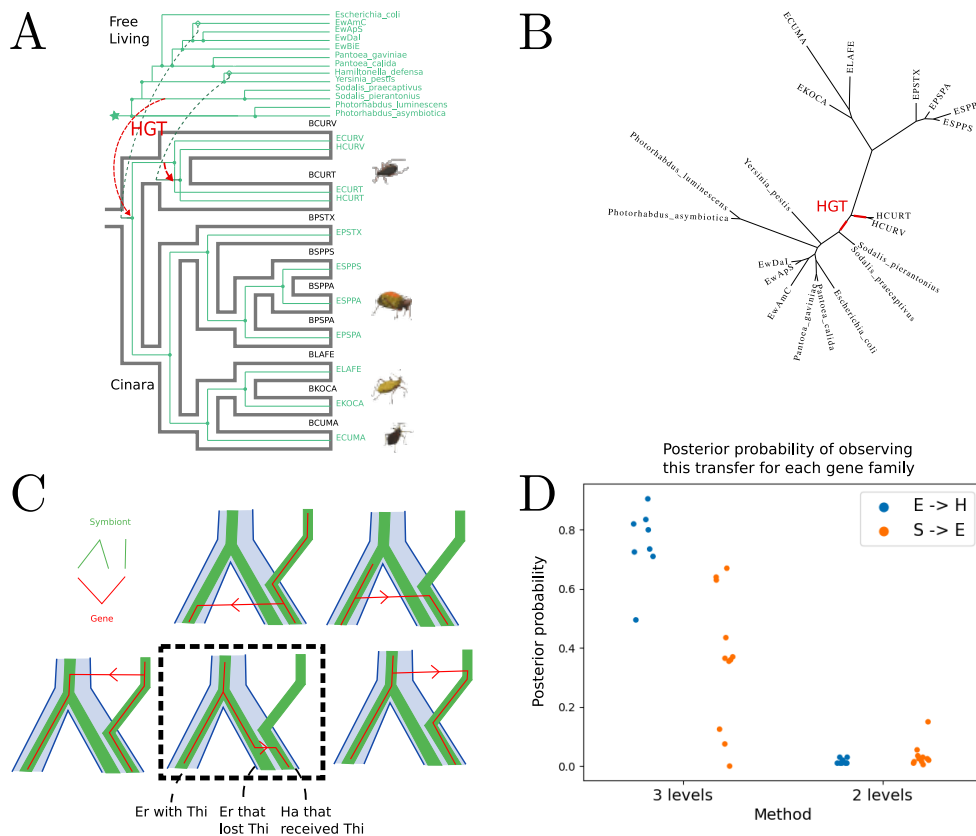 A
Free
Living
Escherichia_coli
EwAmC
EwApS
EwDaI
EwBiE
Pantoea_gaviniae
Pantoea_calida
Hamiltonella_defensa
Yersinia_pestis
Sodalis_praecaptivus
Sodalis_pierantonius
Photorhabdus_luminescens
Photorhabdus_asymbiotica
HGT
BCURV
ECURV
HCURV
BCURT
ECURT
HCURT
BPSTX
EPSTX
BSPPS
ESPPS
BSPPA
ESPPA
BPSPA
EPSPA
BLAFE
ELAFE
Cinara
BKOCA
EKOCA
BCUMA
ECUMA
B
ECUMA
ELAFE
EKOCA
EPSTX
EPSPA
ESPPS
Photorhabdus_luminescens
Photorhabdus_asymbiotica
Yersinia_pestis
HGT
HCURT
HCURV
Sodalis_pierantonius
Sodalis_praecaptivus
EwDaI
EwApS
EwAmC
Pantoea_gaviniae
Pantoea_calida
Escherichia_coli
C
Symbiont
Gene
Er with Thi
Er that
lost Thi
Ha that
received Thi
D
Posterior probability of observing
this transfer for each gene family
E -> H
S -> E
Posterior probability
0.8
0.6
0.4
0.2
0.0
3 levels
2 levels
Method